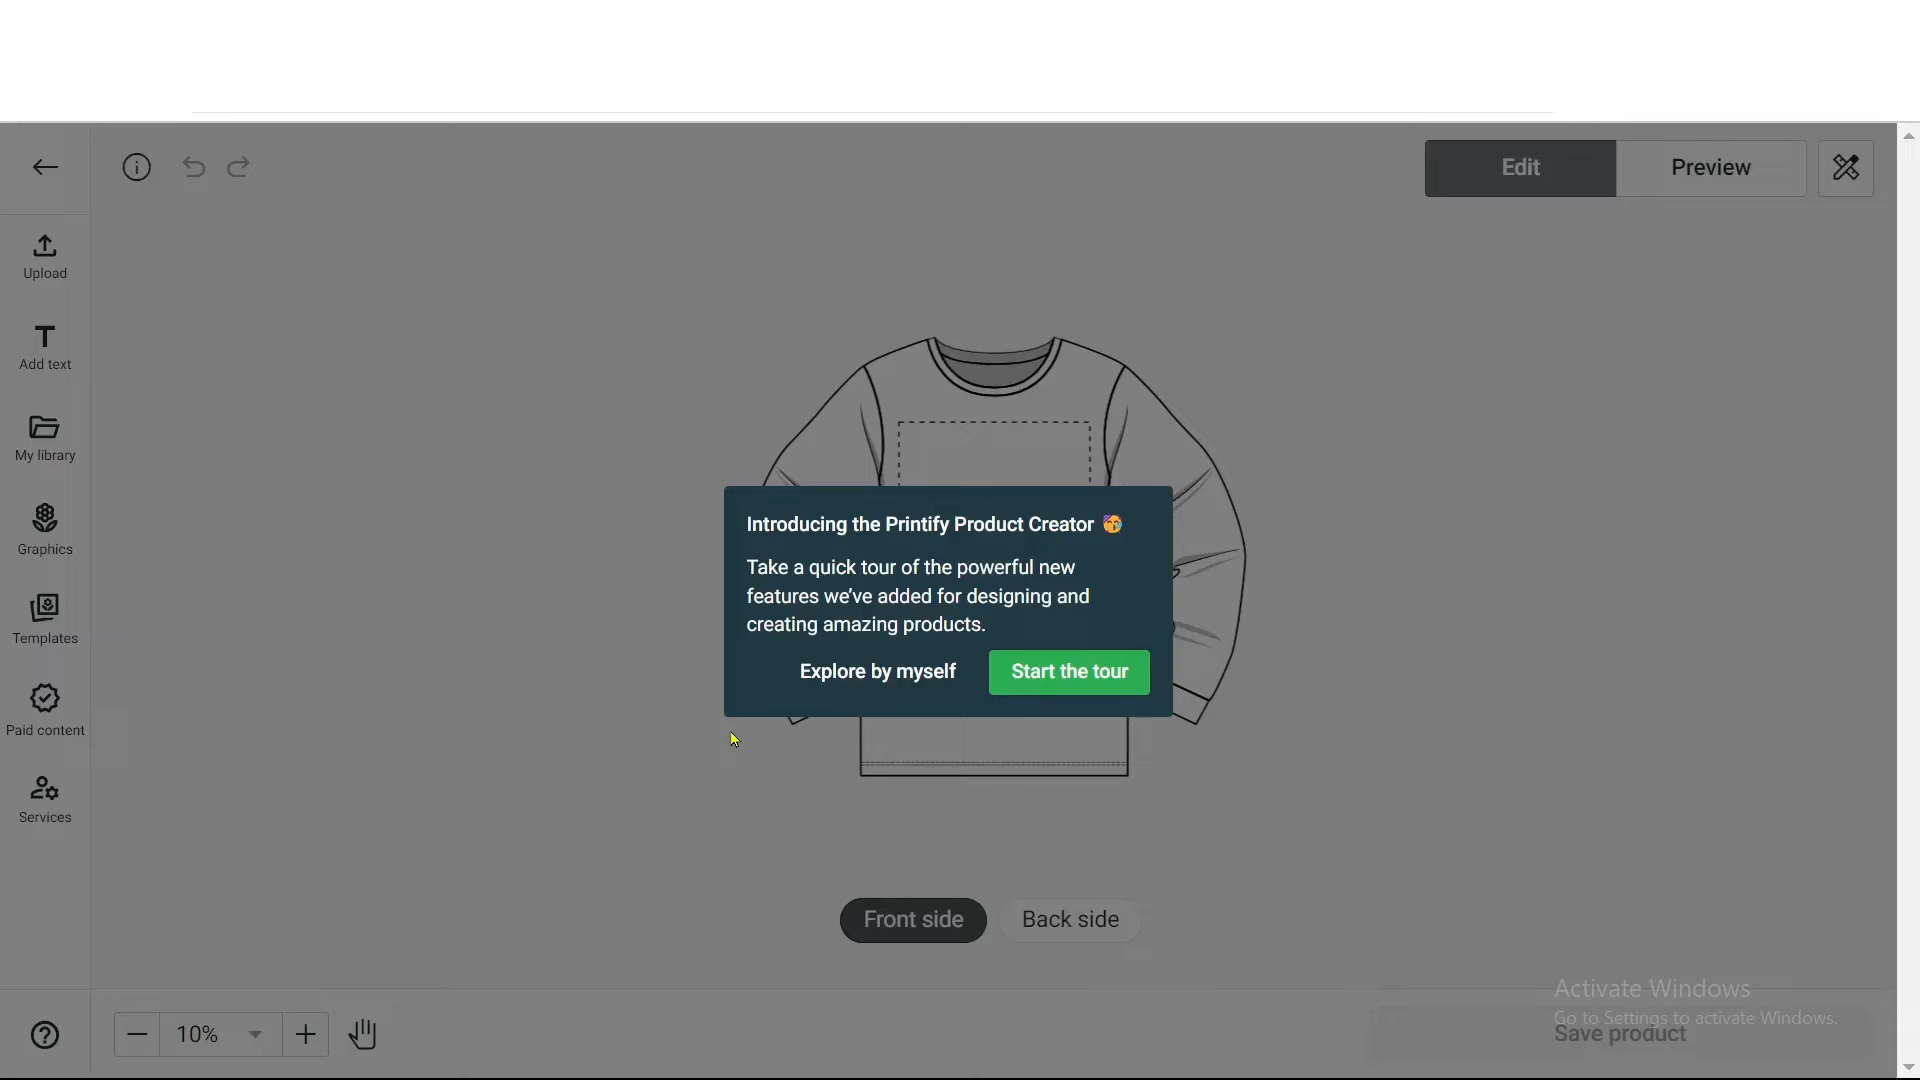 Edit
Preview
Upload
Add text
My library
Graphics
Templates
Paid content
Services
Introducing the Printify Product Creator 🥳
Take a quick tour of the powerful new
features we've added for designing and
creating amazing products.
Explore by myself
Start the tour
Front side
Back side
10%
Activate Windows
Go to Settings to activate Windows.
Save product